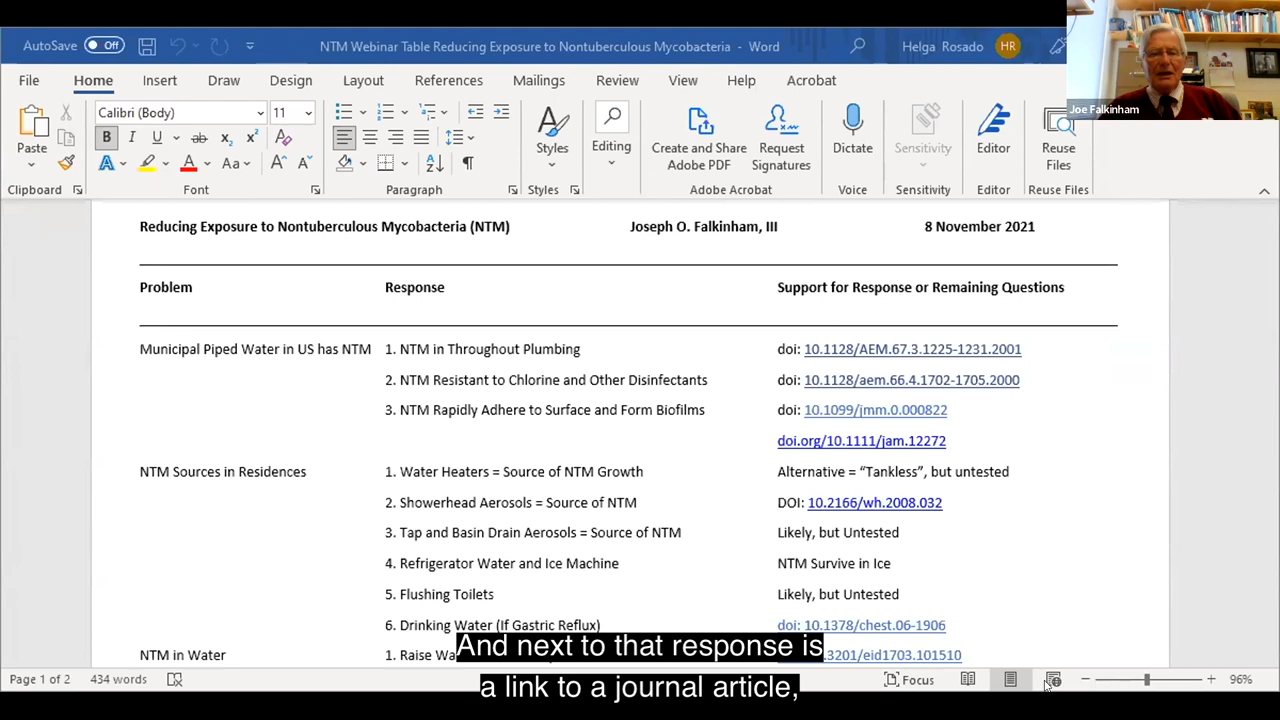 AutoSave Off NTM Webinar Table Reducing Exposure to Nontuberculous Mycobacteria - Word Helga Rosado HR
Joe Falkinham
File Home Insert Draw Design Layout References Mailings Review View Help Acrobat
Calibri (Body) 11
Paste Styles Editing Create and Share Adobe PDF Request Signatures Dictate Sensitivity Editor Reuse Files
Clipboard Font Paragraph Styles Adobe Acrobat Voice Sensitivity Editor Reuse Files
Reducing Exposure to Nontuberculous Mycobacteria (NTM) Joseph O. Falkinham, III 8 November 2021
Problem Response Support for Response or Remaining Questions
Municipal Piped Water in US has NTM 1. NTM in Throughout Plumbing doi: 10.1128/AEM.67.3.1225-1231.2001
2. NTM Resistant to Chlorine and Other Disinfectants doi: 10.1128/aem.66.4.1702-1705.2000
3. NTM Rapidly Adhere to Surface and Form Biofilms doi: 10.1099/jmm.0.000822
doi.org/10.1111/jam.12272
NTM Sources in Residences 1. Water Heaters = Source of NTM Growth Alternative = “Tankless”, but untested
2. Showerhead Aerosols = Source of NTM DOI: 10.2166/wh.2008.032
3. Tap and Basin Drain Aerosols = Source of NTM Likely, but Untested
4. Refrigerator Water and Ice Machine NTM Survive in Ice
5. Flushing Toilets Likely, but Untested
6. Drinking Water (If Gastric Reflux) doi: 10.1378/chest.06-1906
NTM in Water 1. Raise 3201/eid1703.101510
And next to that response is
a link to a journal article,
Page 1 of 2 434 words Focus 96%